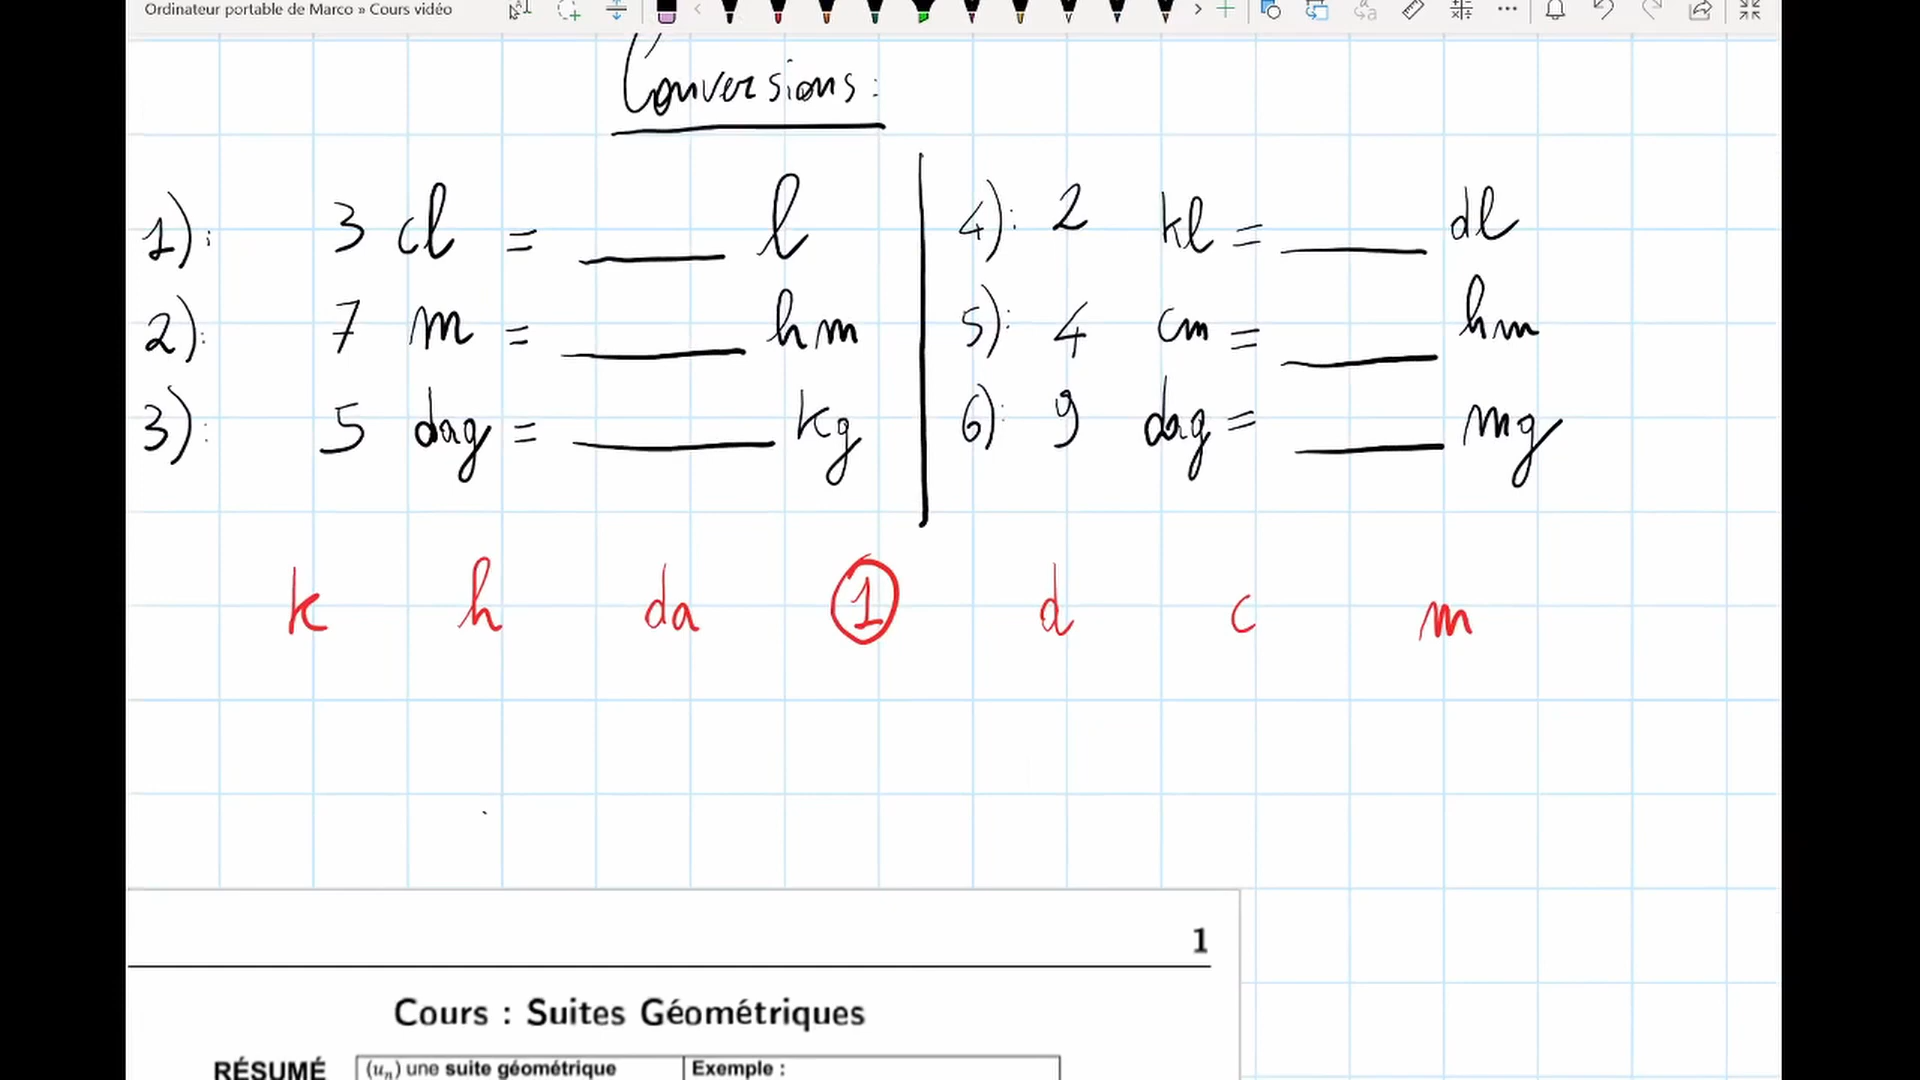 Ordinateur portable de Marco » Cours vidéo
Conversions :
1): 3 cl = ____ l
2): 7 m = ____ hm
3): 5 dag = ____ kg
4): 2 kl = ____ dl
5): 4 cm = ____ hm
6): 9 dag = ____ mg
k h da 1 d c m
1
Cours : Suites Géométriques
RÉSUMÉ (uₙ) une suite géométrique Exemple :